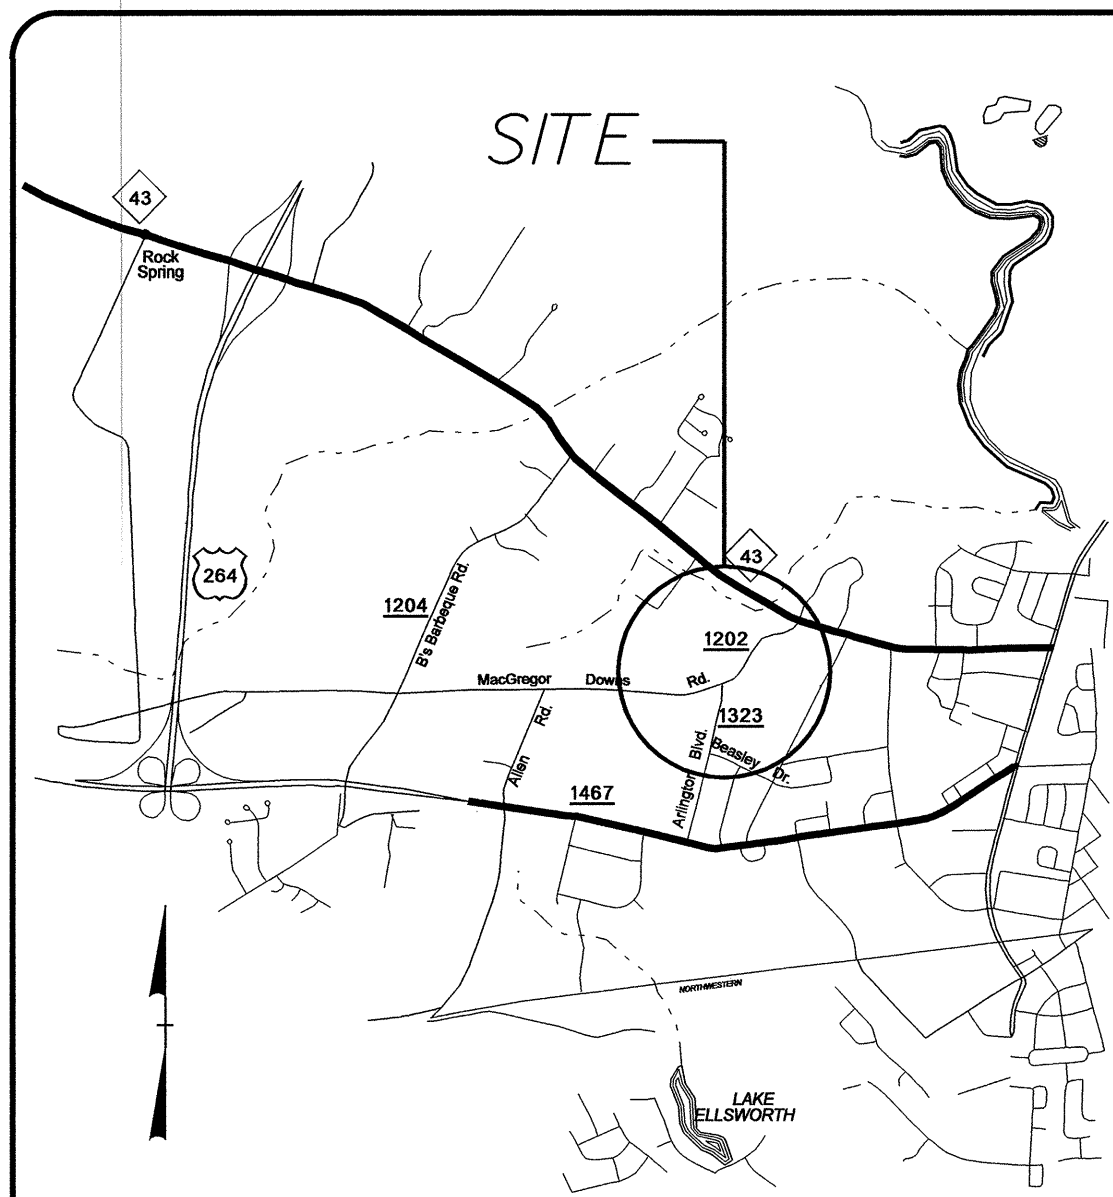 SITE
43
Rock
Spring
43
264
1204
B's Barbeque Rd.
1202
MacGregor Downs Rd.
1323
Allen Rd.
Arlington Blvd.
Beasley Dr.
1467
NORTHWESTERN
LAKE
ELLSWORTH